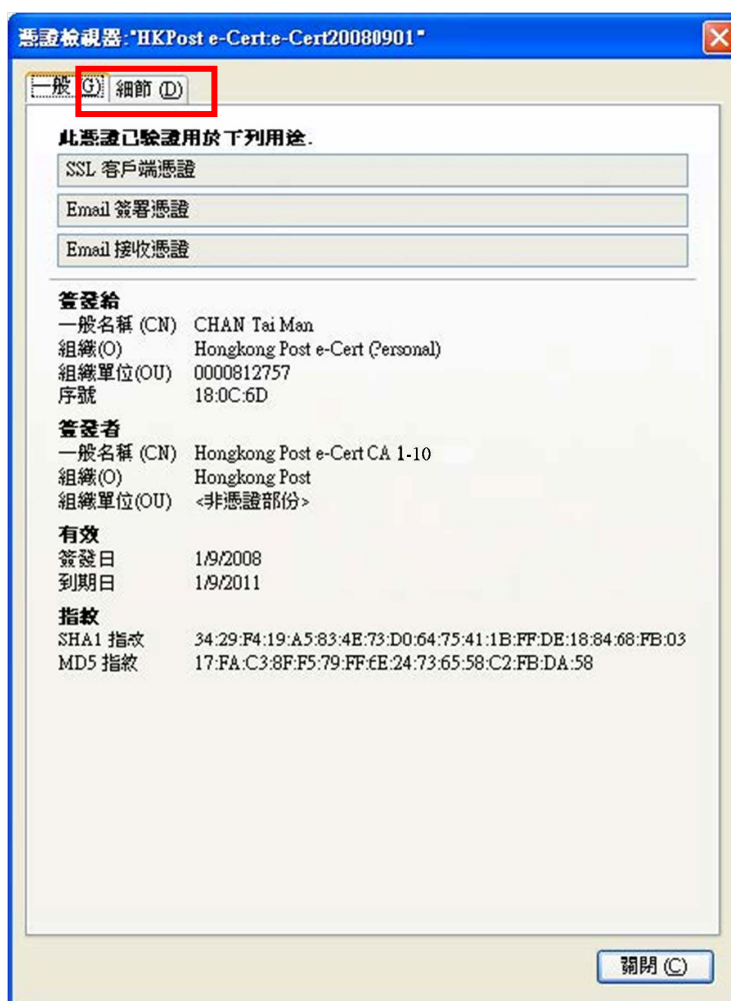 憑證檢視器:"HKPost e-Cert:e-Cert20080901"
一般 (G) 細節 (D)
此憑證已驗證用於下列用途.
SSL 客戶端憑證
Email 簽署憑證
Email 接收憑證
簽發給
一般名稱 (CN) CHAN Tai Man
組織(O) Hongkong Post e-Cert (Personal)
組織單位(OU) 0000812757
序號 18:0C:6D
簽發者
一般名稱 (CN) Hongkong Post e-Cert CA 1-10
組織(O) Hongkong Post
組織單位(OU) <非憑證部份>
有效
簽發日 1/9/2008
到期日 1/9/2011
指紋
SHA1 指紋 34:29:F4:19:A5:83:4E:73:D0:64:75:41:1B:FF:DE:18:84:68:FB:03
MD5 指紋 17:FA:C3:8F:F5:79:FF:6E:24:73:65:58:C2:FB:DA:58
關閉 (C)